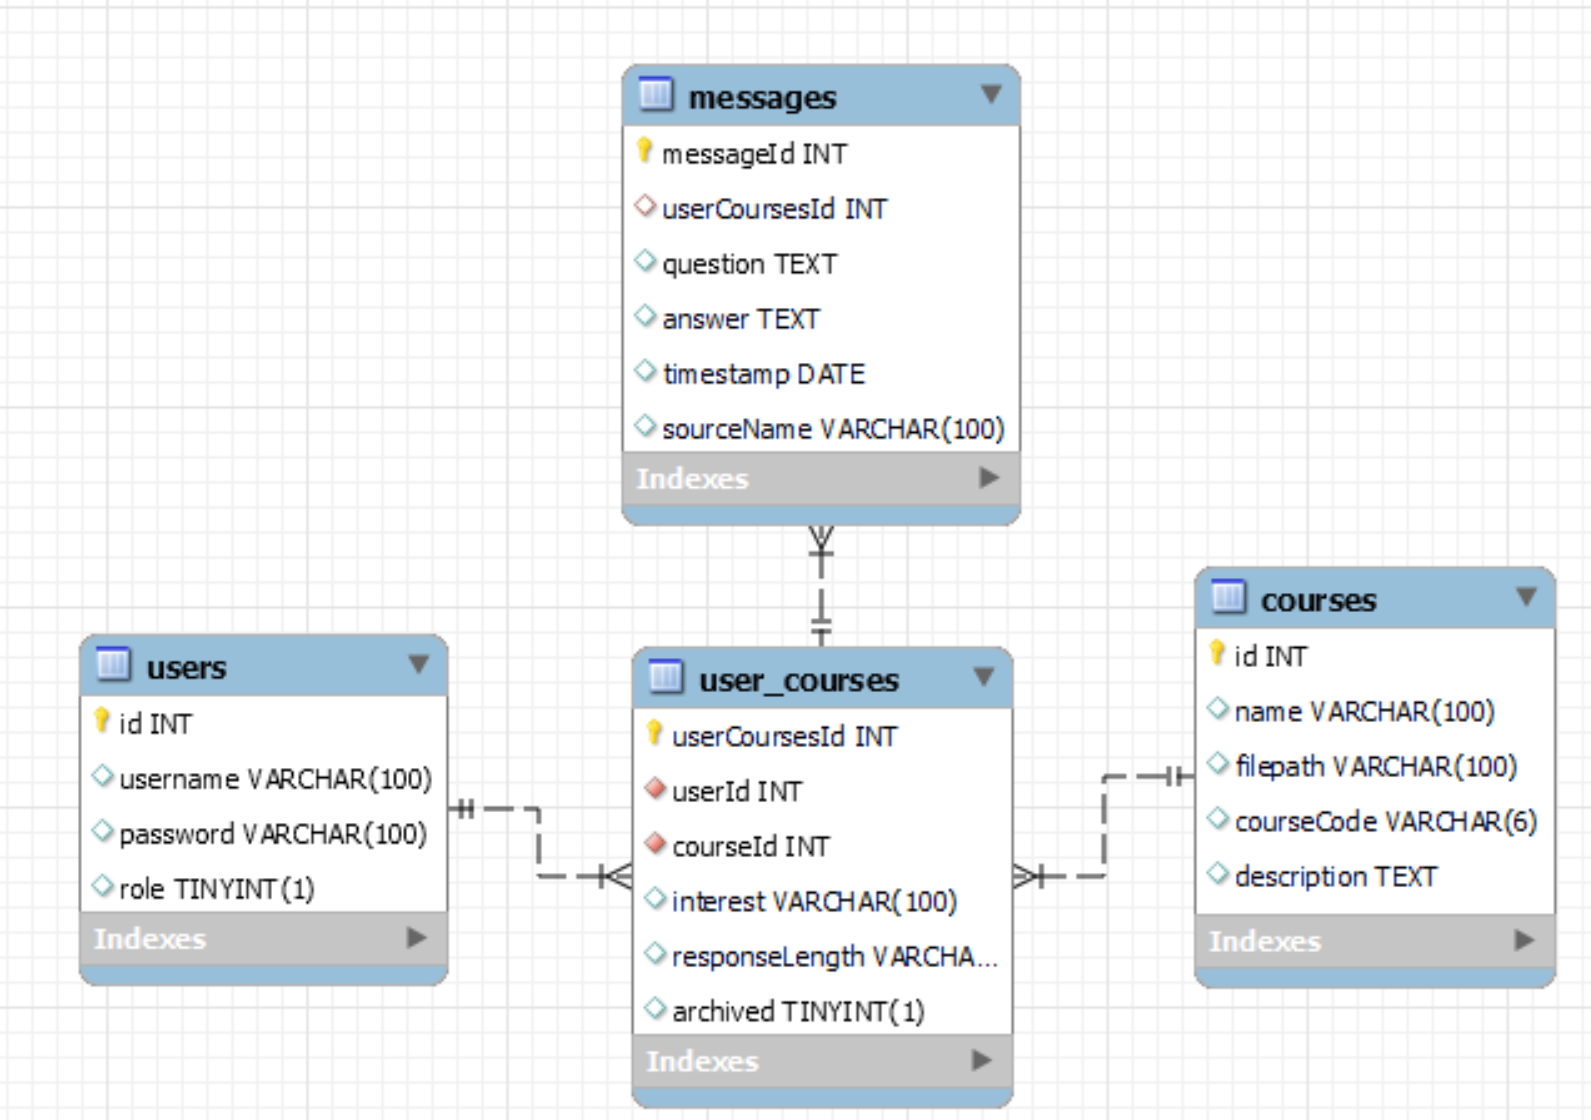 messages
messageId INT
userCoursesId INT
question TEXT
answer TEXT
timestamp DATE
sourceName VARCHAR(100)
Indexes
users
id INT
username VARCHAR(100)
password VARCHAR(100)
role TINYINT(1)
Indexes
user_courses
userCoursesId INT
userId INT
courseId INT
interest VARCHAR(100)
responseLength VARCHA...
archived TINYINT(1)
Indexes
courses
id INT
name VARCHAR(100)
filepath VARCHAR(100)
courseCode VARCHAR(6)
description TEXT
Indexes